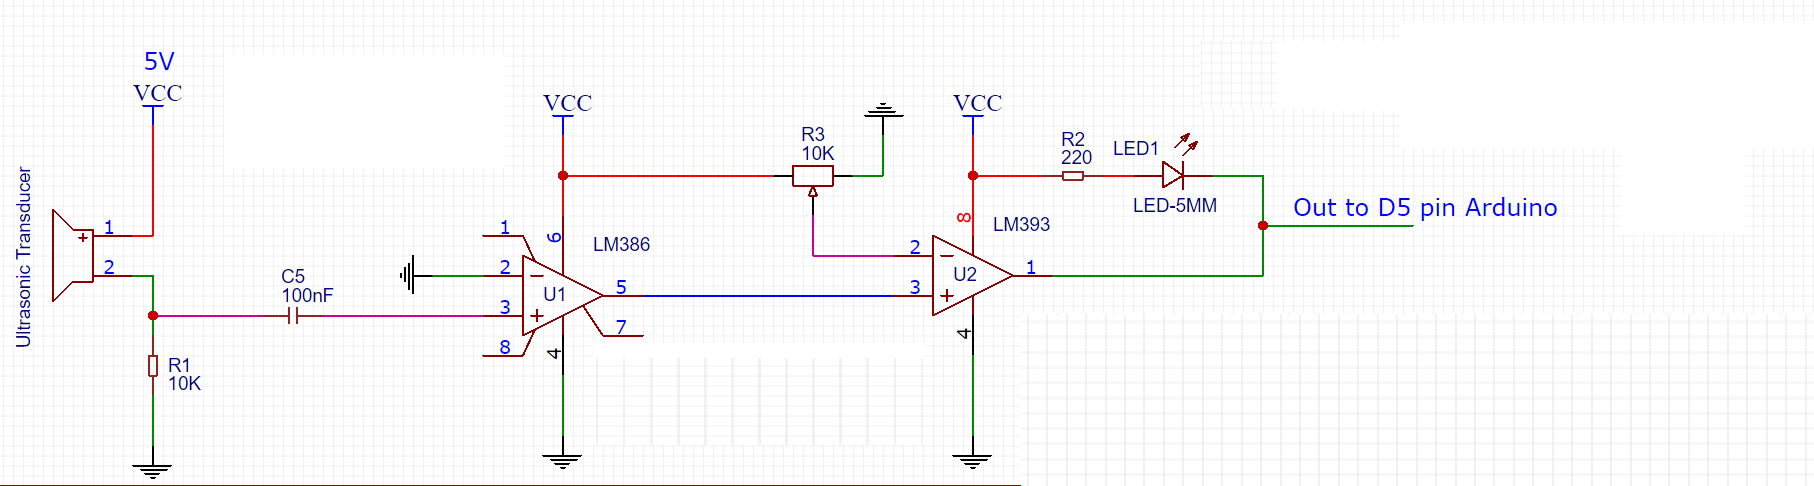 5V
VCC
Ultrasonic Transducer
1
2
+
C5
100nF
R1
10K
VCC
1
6
LM386
2
3
U1
+
5
7
8
4
R3
10K
VCC
8
LM393
2
3
U2
+
1
4
R2
220
LED1
LED-5MM
Out to D5 pin Arduino